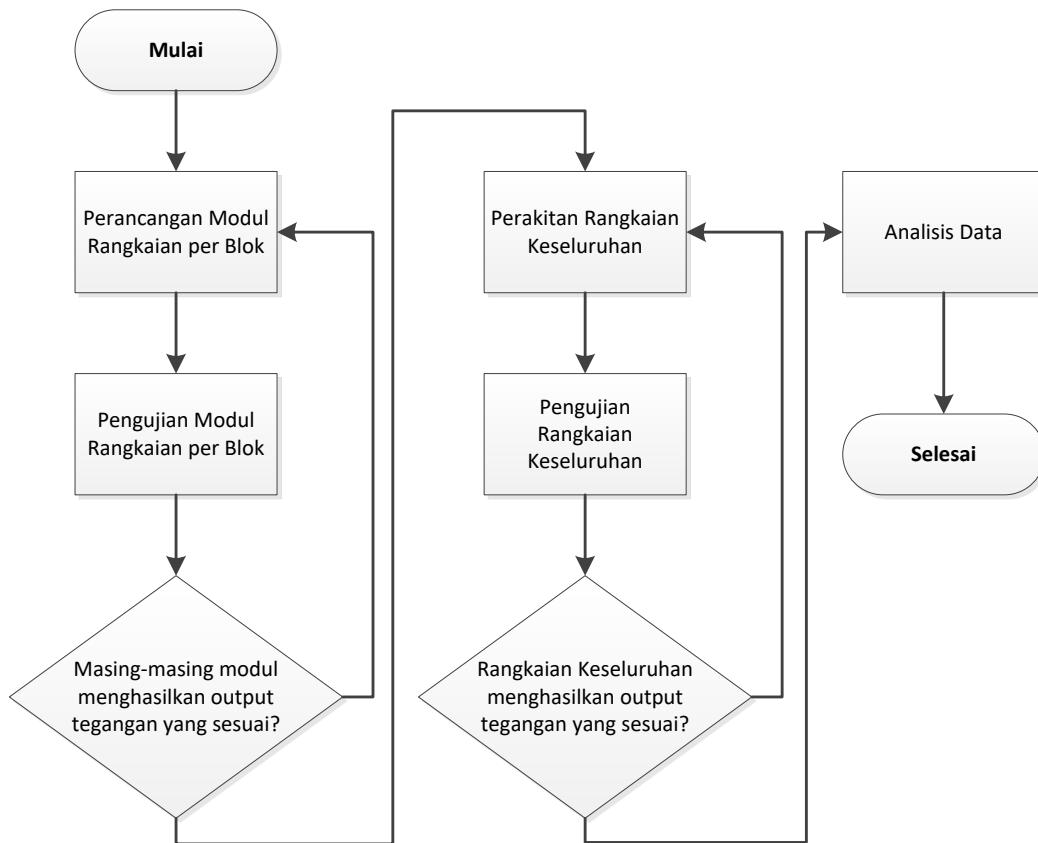 Mulai
Perancangan Modul
Rangkaian per Blok
Pengujian Modul
Rangkaian per Blok
Masing-masing modul
menghasilkan output
tegangan yang sesuai?
Perakitan Rangkaian
Keseluruhan
Pengujian
Rangkaian
Keseluruhan
Rangkaian Keseluruhan
menghasilkan output
tegangan yang sesuai?
Analisis Data
Selesai